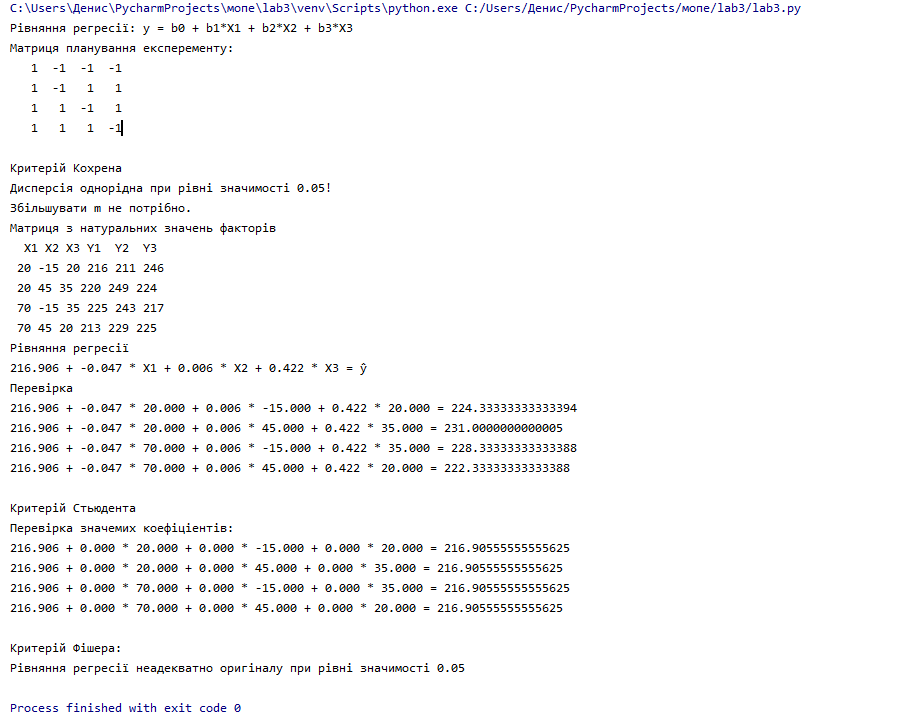 C:\Users\Денис\PycharmProjects\мопе\lab3\venv\Scripts\python.exe C:/Users/Денис/PycharmProjects/мопе/lab3/lab3.py
Рівняння регресії: y = b0 + b1*X1 + b2*X2 + b3*X3
Матриця планування експеременту:
1 -1 -1 -1
1 -1 1 1
1 1 -1 1
1 1 1 -1
Критерій Кохрена
Дисперсія однорідна при рівні значимості 0.05!
Збільшувати m не потрібно.
Матриця з натуральних значень факторів
X1 X2 X3 Y1 Y2 Y3
20 -15 20 216 211 246
20 45 35 220 249 224
70 -15 35 225 243 217
70 45 20 213 229 225
Рівняння регресії
216.906 + -0.047 * X1 + 0.006 * X2 + 0.422 * X3 = ŷ
Перевірка
216.906 + -0.047 * 20.000 + 0.006 * -15.000 + 0.422 * 20.000 = 224.33333333333394
216.906 + -0.047 * 20.000 + 0.006 * 45.000 + 0.422 * 35.000 = 231.0000000000005
216.906 + -0.047 * 70.000 + 0.006 * -15.000 + 0.422 * 35.000 = 228.33333333333388
216.906 + -0.047 * 70.000 + 0.006 * 45.000 + 0.422 * 20.000 = 222.33333333333388
Критерій Стьюдента
Перевірка значемих коефіціентів:
216.906 + 0.000 * 20.000 + 0.000 * -15.000 + 0.000 * 20.000 = 216.90555555555625
216.906 + 0.000 * 20.000 + 0.000 * 45.000 + 0.000 * 35.000 = 216.90555555555625
216.906 + 0.000 * 70.000 + 0.000 * -15.000 + 0.000 * 35.000 = 216.90555555555625
216.906 + 0.000 * 70.000 + 0.000 * 45.000 + 0.000 * 20.000 = 216.90555555555625
Критерій Фішера:
Рівняння регресії неадекватно оригіналу при рівні значимості 0.05
Process finished with exit code 0